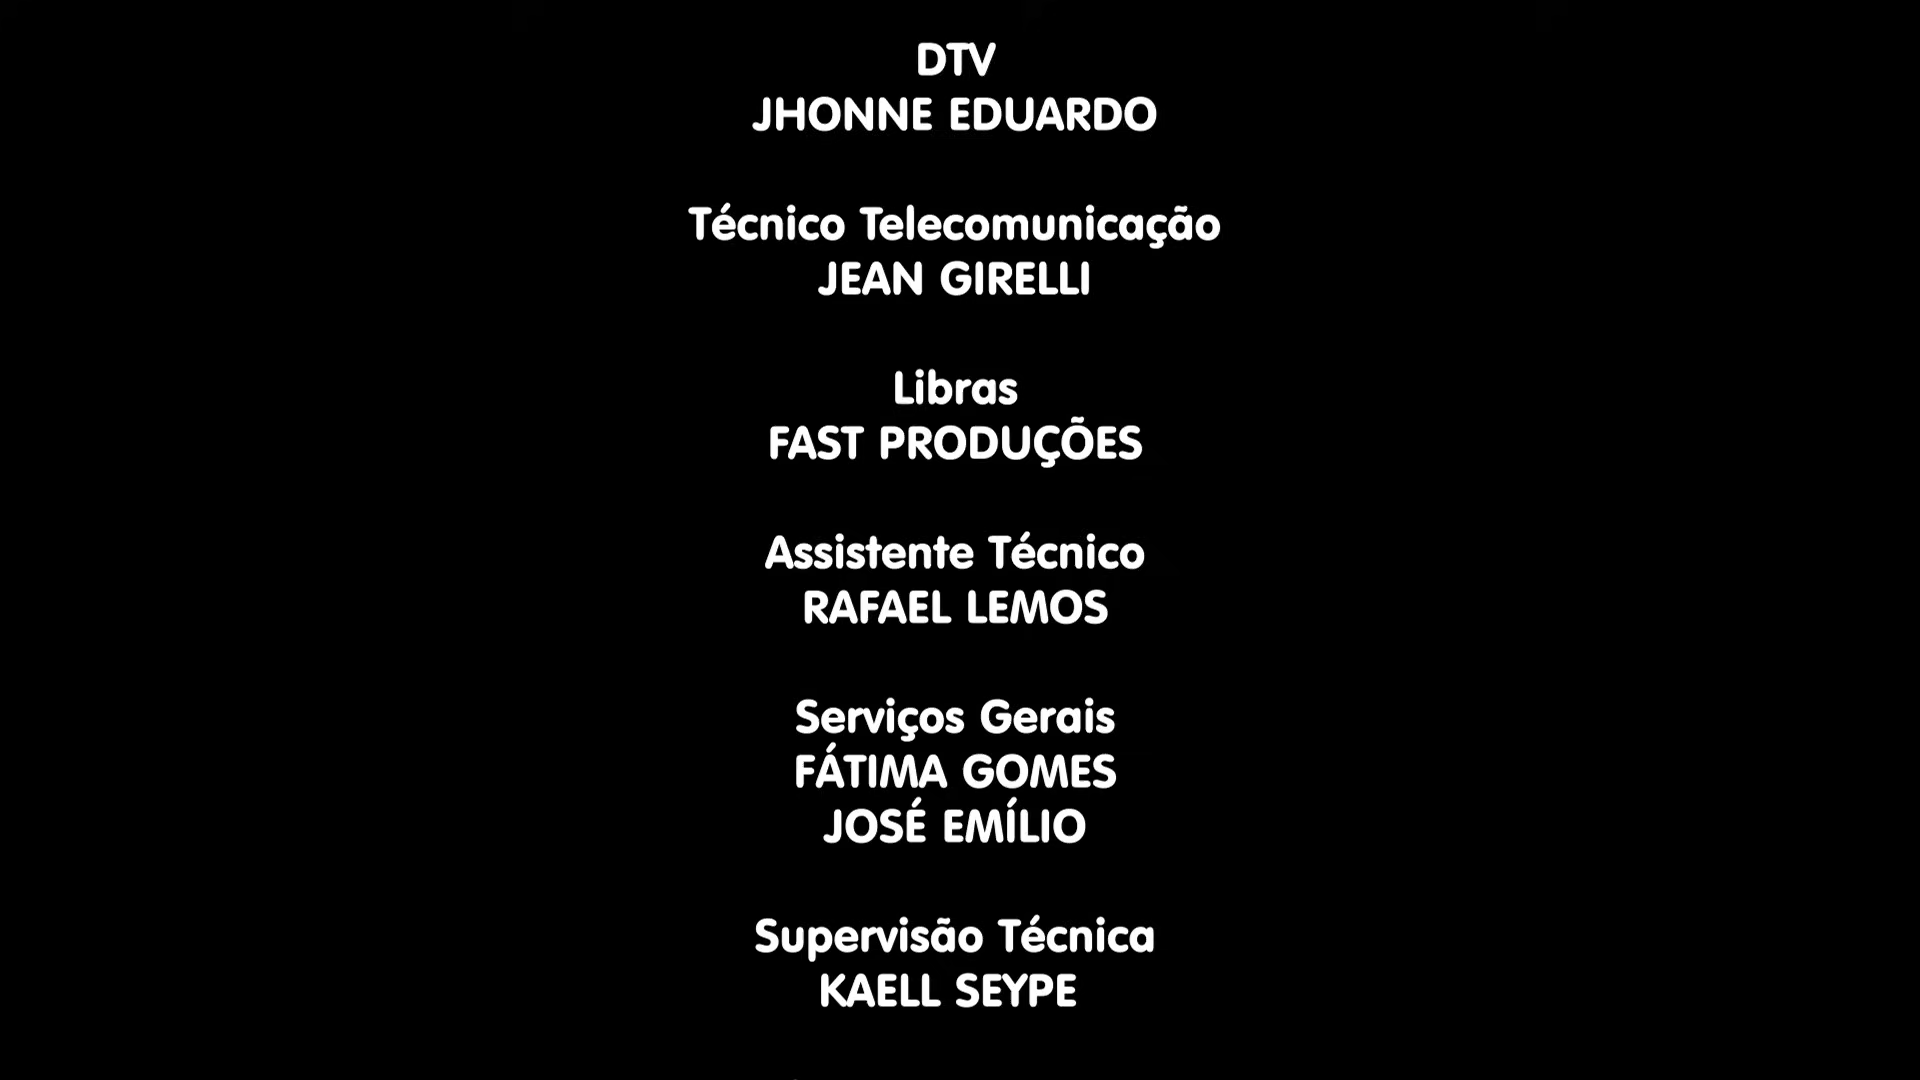 DTV
JHONNE EDUARDO
Técnico Telecomunicação
JEAN GIRELLI
Libras
FAST PRODUÇÕES
Assistente Técnico
RAFAEL LEMOS
Serviços Gerais
FÁTIMA GOMES
JOSÉ EMÍLIO
Supervisão Técnica
KAELL SEYPE